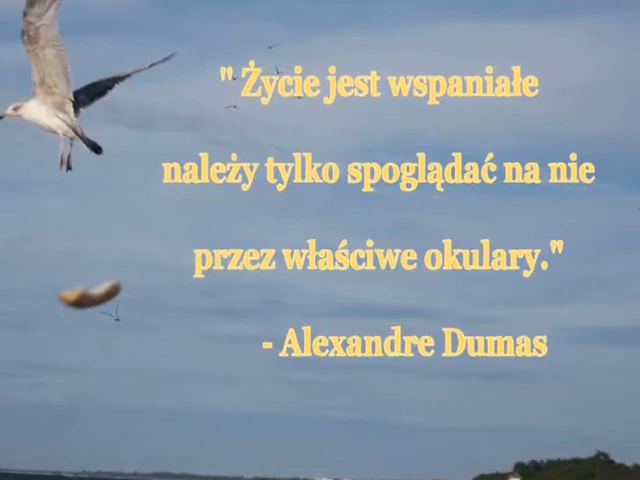 " Życie jest wspaniałe
należy tylko spoglądać na nie
przez właściwe okulary."
- Alexandre Dumas